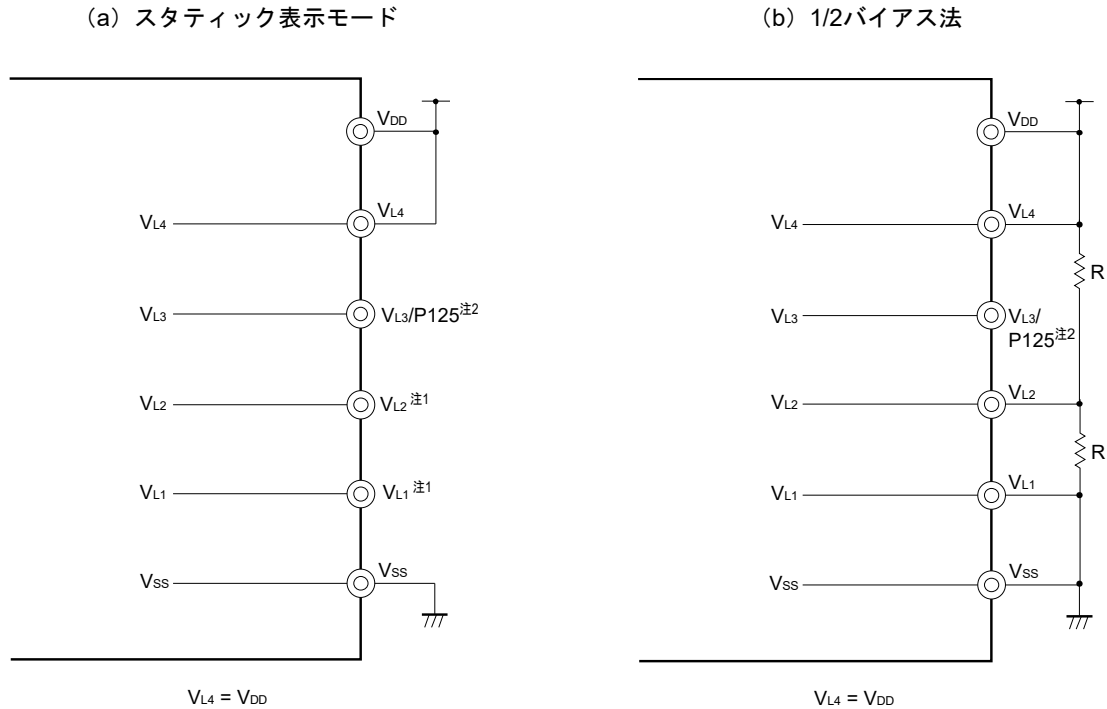 (a) スタティック表示モード
VDD
VL4 VL4
VL3 VL3/P125注2
VL2 VL2 注1
VL1 VL1 注1
VSS VSS
VL4 = VDD
(b) 1/2バイアス法
VDD
VL4 VL4
R
VL3 VL3/
P125注2
VL2 VL2
R
VL1 VL1
VSS VSS
VL4 = VDD